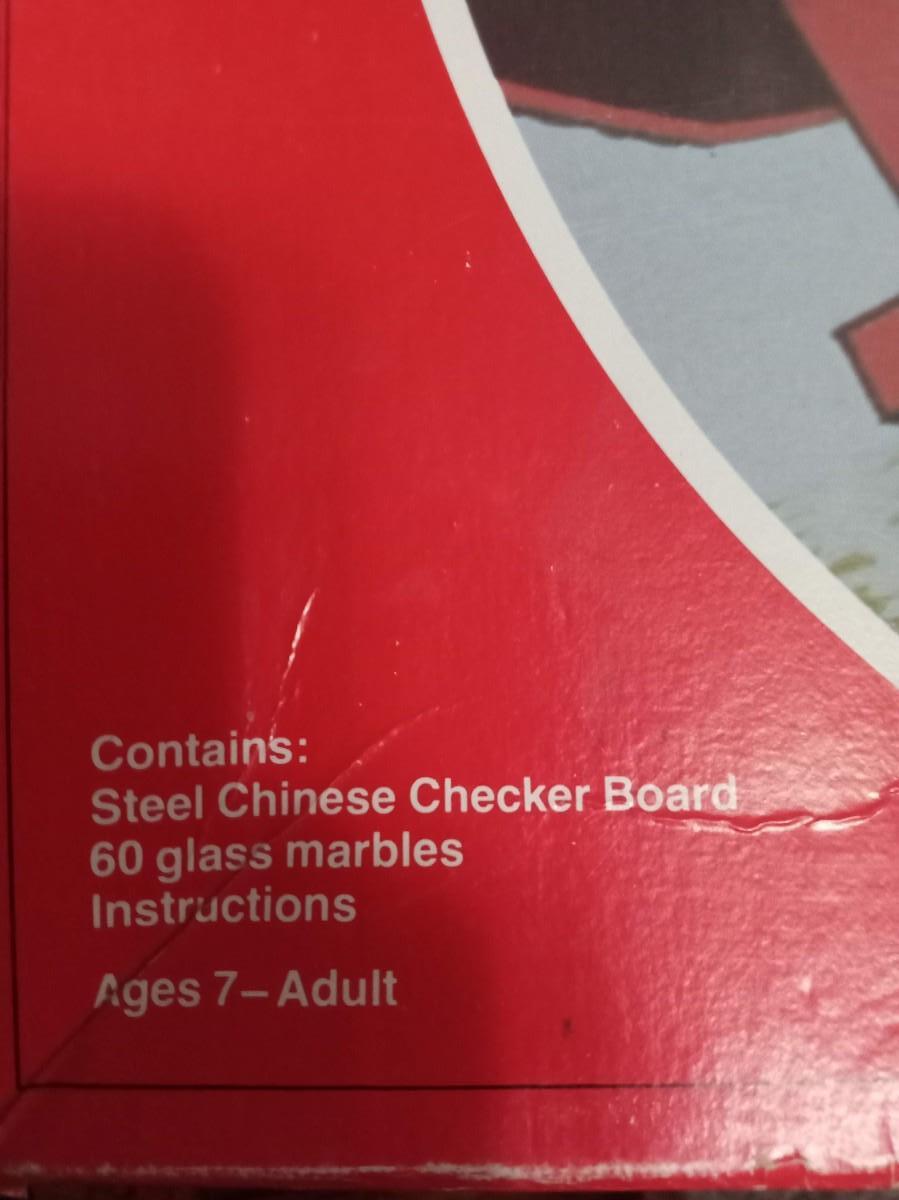 Contains:
Steel Chinese Checker Board
60 glass marbles
Instructions
Ages 7–Adult